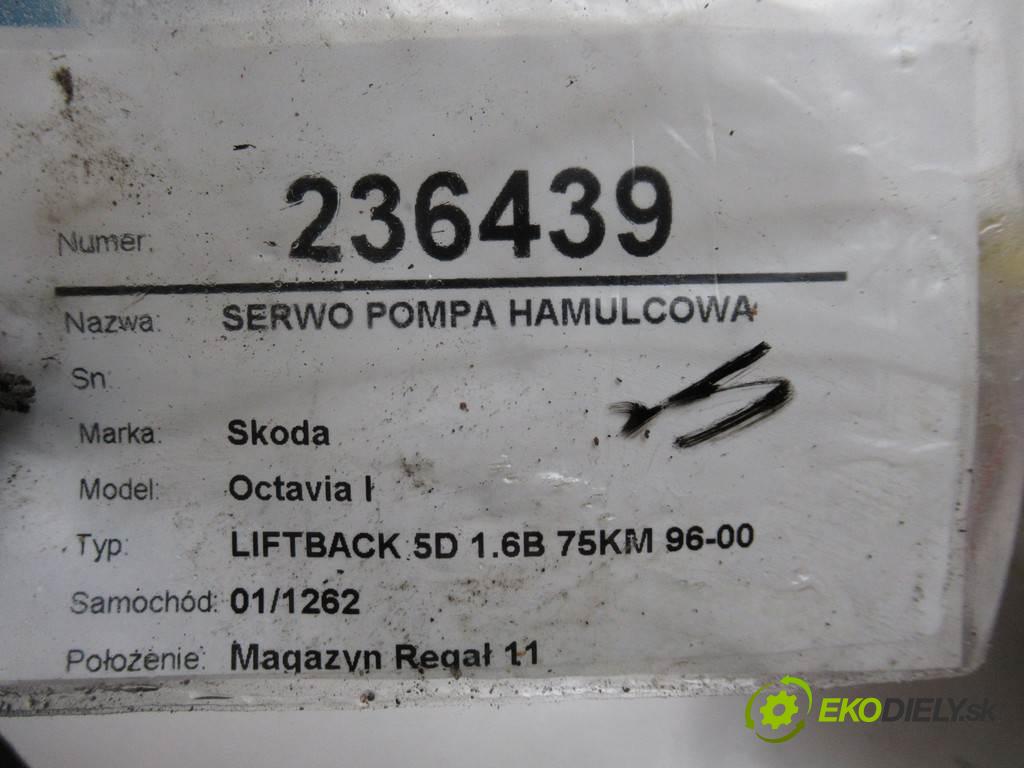 Numer: 236439
Nazwa: SERWO POMPA HAMULCOWA
Sn:
Marka: Skoda
Model: Octavia I
Typ: LIFTBACK 5D 1.6B 75KM 96-00
Samochód: 01/1262
Położenie: Magazyn Regał 11
EKODIELY.sk